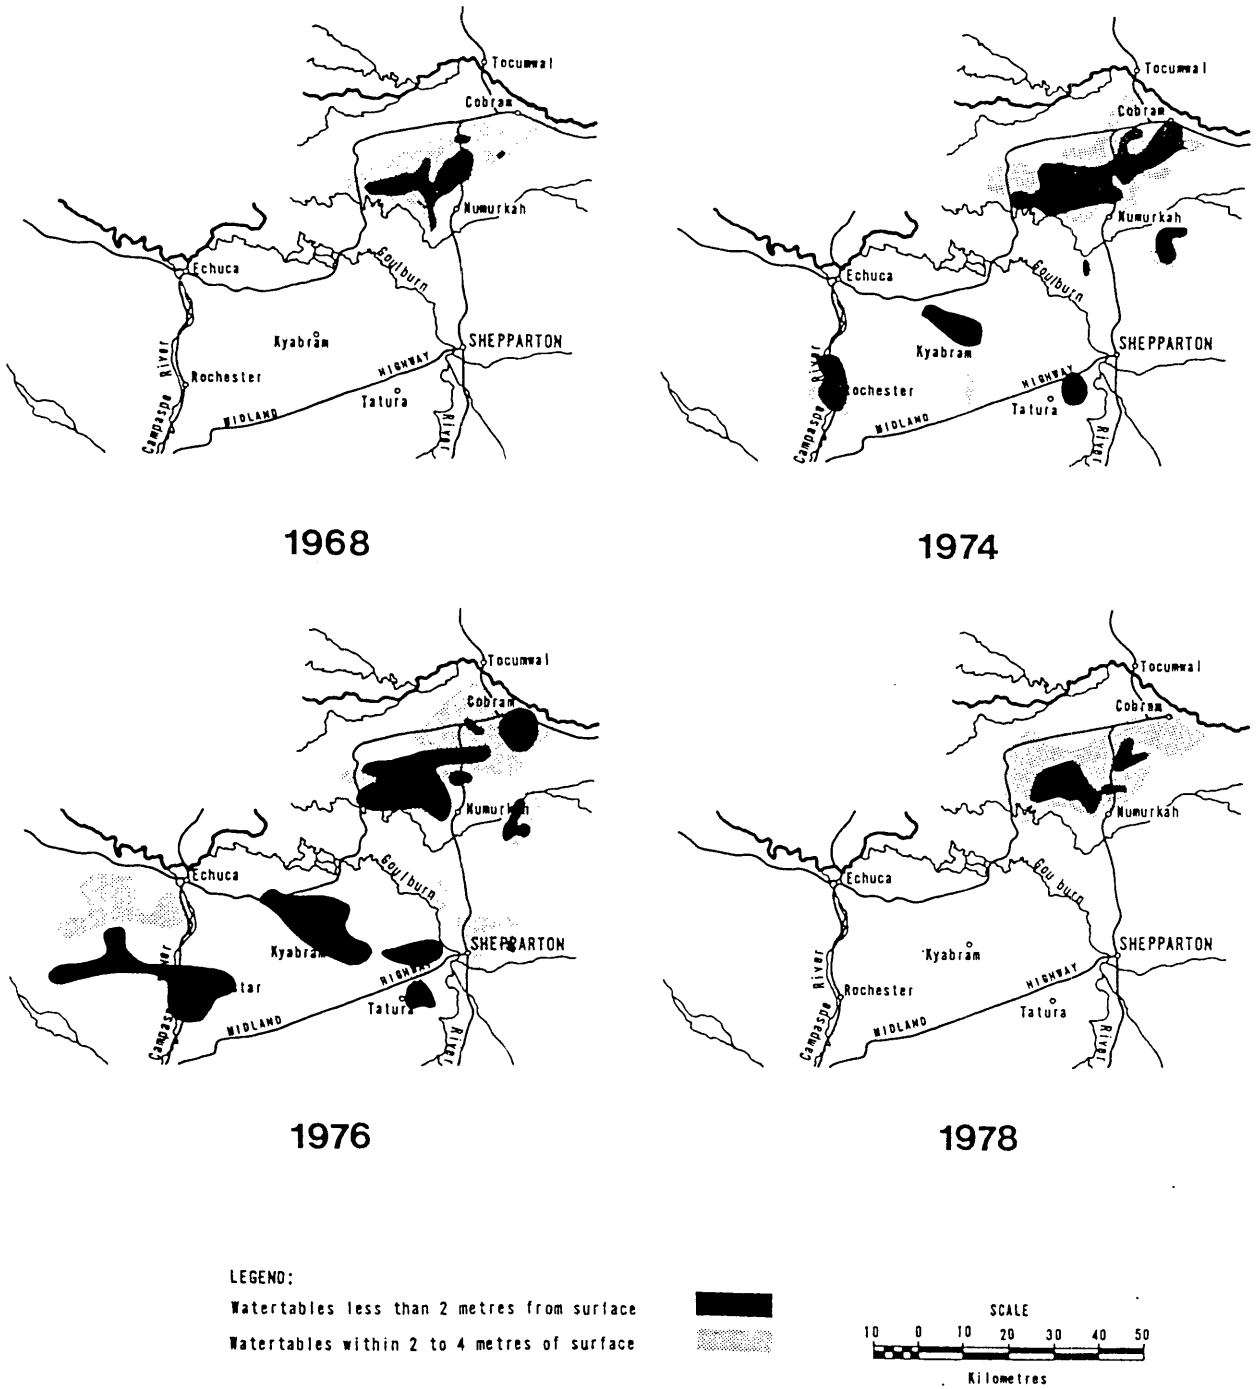 Tocumwal
Cobram
Numurkah
Goulburn
Echuca
Kyabram
SHEPPARTON
HIGHWAY
Rochester
Tatura
MIDLAND
Campaspe River
River
1968
Tocumwal
Cobram
Numurkah
Goulburn
Echuca
Kyabram
SHEPPARTON
HIGHWAY
Rochester
Tatura
MIDLAND
Campaspe River
River
1974
Tocumwal
Cobram
Numurkah
Goulburn
Echuca
Kyabram
SHEPPARTON
HIGHWAY
Tatura
MIDLAND
Campaspe
River
1976
Tocumwal
Cobram
Numurkah
Gou burn
Echuca
Kyabram
SHEPPARTON
HIGHWAY
Rochester
Tatura
MIDLAND
Campaspe River
River
1978
LEGEND:
Watertables less than 2 metres from surface
Watertables within 2 to 4 metres of surface
SCALE
10 0 10 20 30 40 50
Kilometres